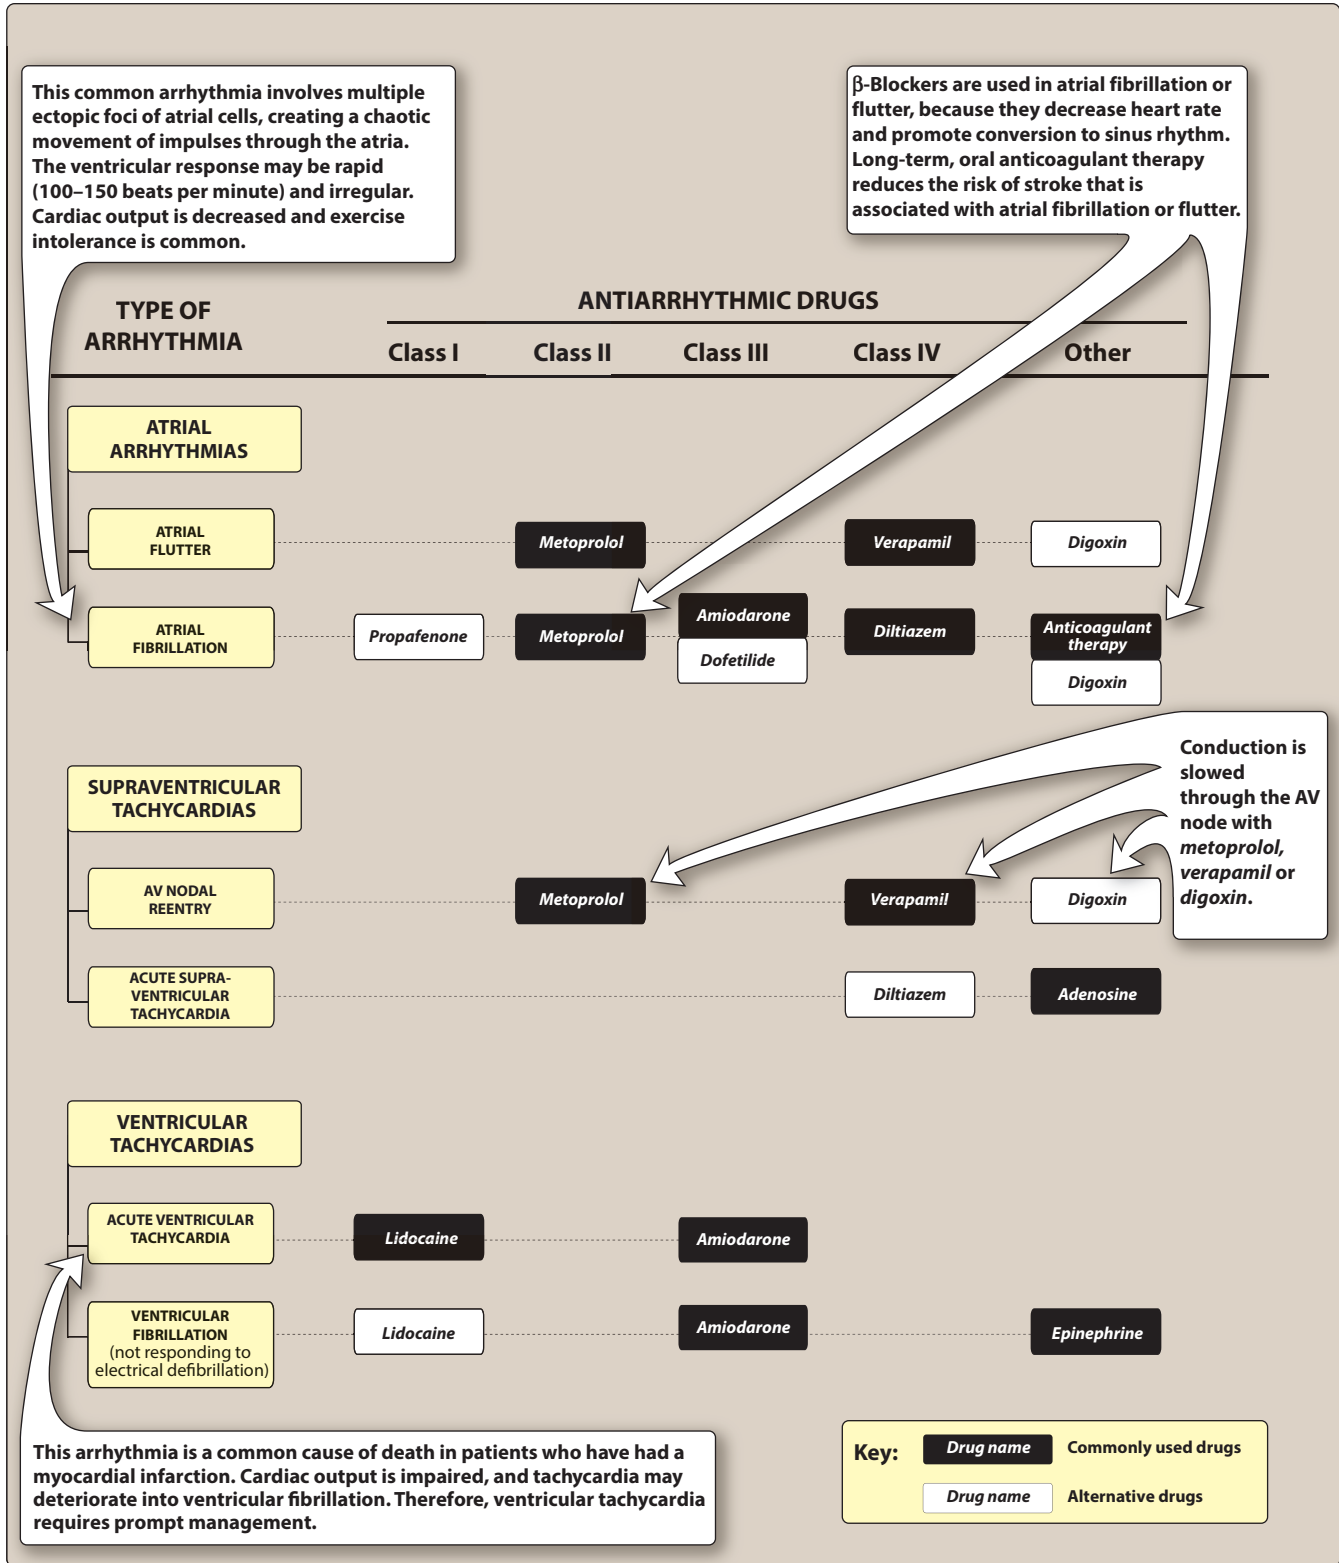 This common arrhythmia involves multiple
ectopic foci of atrial cells, creating a chaotic
movement of impulses through the atria.
The ventricular response may be rapid
(100–150 beats per minute) and irregular.
Cardiac output is decreased and exercise
intolerance is common.
β-Blockers are used in atrial fibrillation or
flutter, because they decrease heart rate
and promote conversion to sinus rhythm.
Long-term, oral anticoagulant therapy
reduces the risk of stroke that is
associated with atrial fibrillation or flutter.
TYPE OF
ARRHYTHMIA
ANTIARRHYTHMIC DRUGS
Class I
Class II
Class III
Class IV
Other
ATRIAL
ARRHYTHMIAS
ATRIAL
FLUTTER
Metoprolol
Verapamil
Digoxin
ATRIAL
FIBRILLATION
Propafenone
Metoprolol
Amiodarone
Dofetilide
Diltiazem
Anticoagulant
therapy
Digoxin
Conduction is
slowed
through the AV
node with
metoprolol,
verapamil or
digoxin.
SUPRAVENTRICULAR
TACHYCARDIAS
AV NODAL
REENTRY
Metoprolol
Verapamil
Digoxin
ACUTE SUPRA-
VENTRICULAR
TACHYCARDIA
Diltiazem
Adenosine
VENTRICULAR
TACHYCARDIAS
ACUTE VENTRICULAR
TACHYCARDIA
Lidocaine
Amiodarone
VENTRICULAR
FIBRILLATION
(not responding to
electrical defibrillation)
Lidocaine
Amiodarone
Epinephrine
This arrhythmia is a common cause of death in patients who have had a
myocardial infarction. Cardiac output is impaired, and tachycardia may
deteriorate into ventricular fibrillation. Therefore, ventricular tachycardia
requires prompt management.
Key:
Drug name
Commonly used drugs
Drug name
Alternative drugs